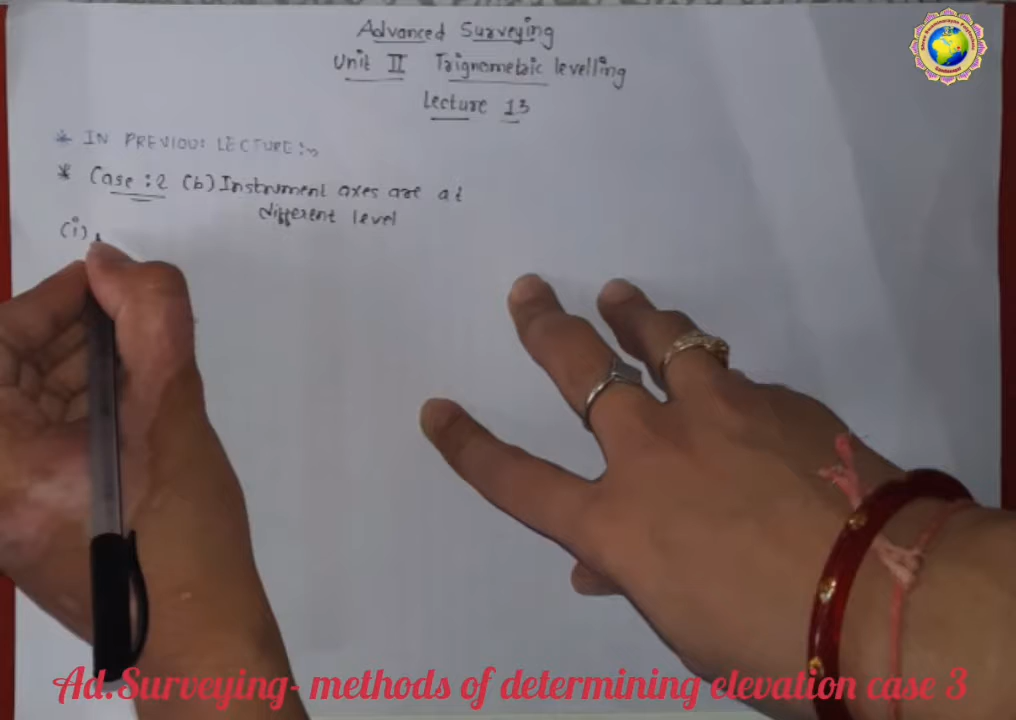 Advanced Surveying
Unit II Trignometric levelling
Lecture 13
* IN PREVIOUS LECTURE:~
* Case:2 (b) Instrument axes are at
different level
(i)
Ad.Surveying- methods of determining elevation case 3